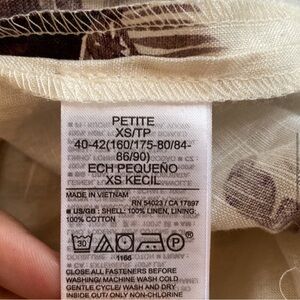 PETITE
XS/TP
40-42(160/175-80/84-
86/90)
ECH PEQUEÑO
XS KECIL
MADE IN VIETNAM
RN 54023 / CA 17897
■ US/GB : SHELL: 100% LINEN, LINING:
100% COTTON
30
1166
CLOSE ALL FASTENERS BEFORE
WASHING/ MACHINE WASH COLD
GENTLE CYCLE/ WASH AND DRY
INSIDE OUT/ ONLY NON-CHLORINE